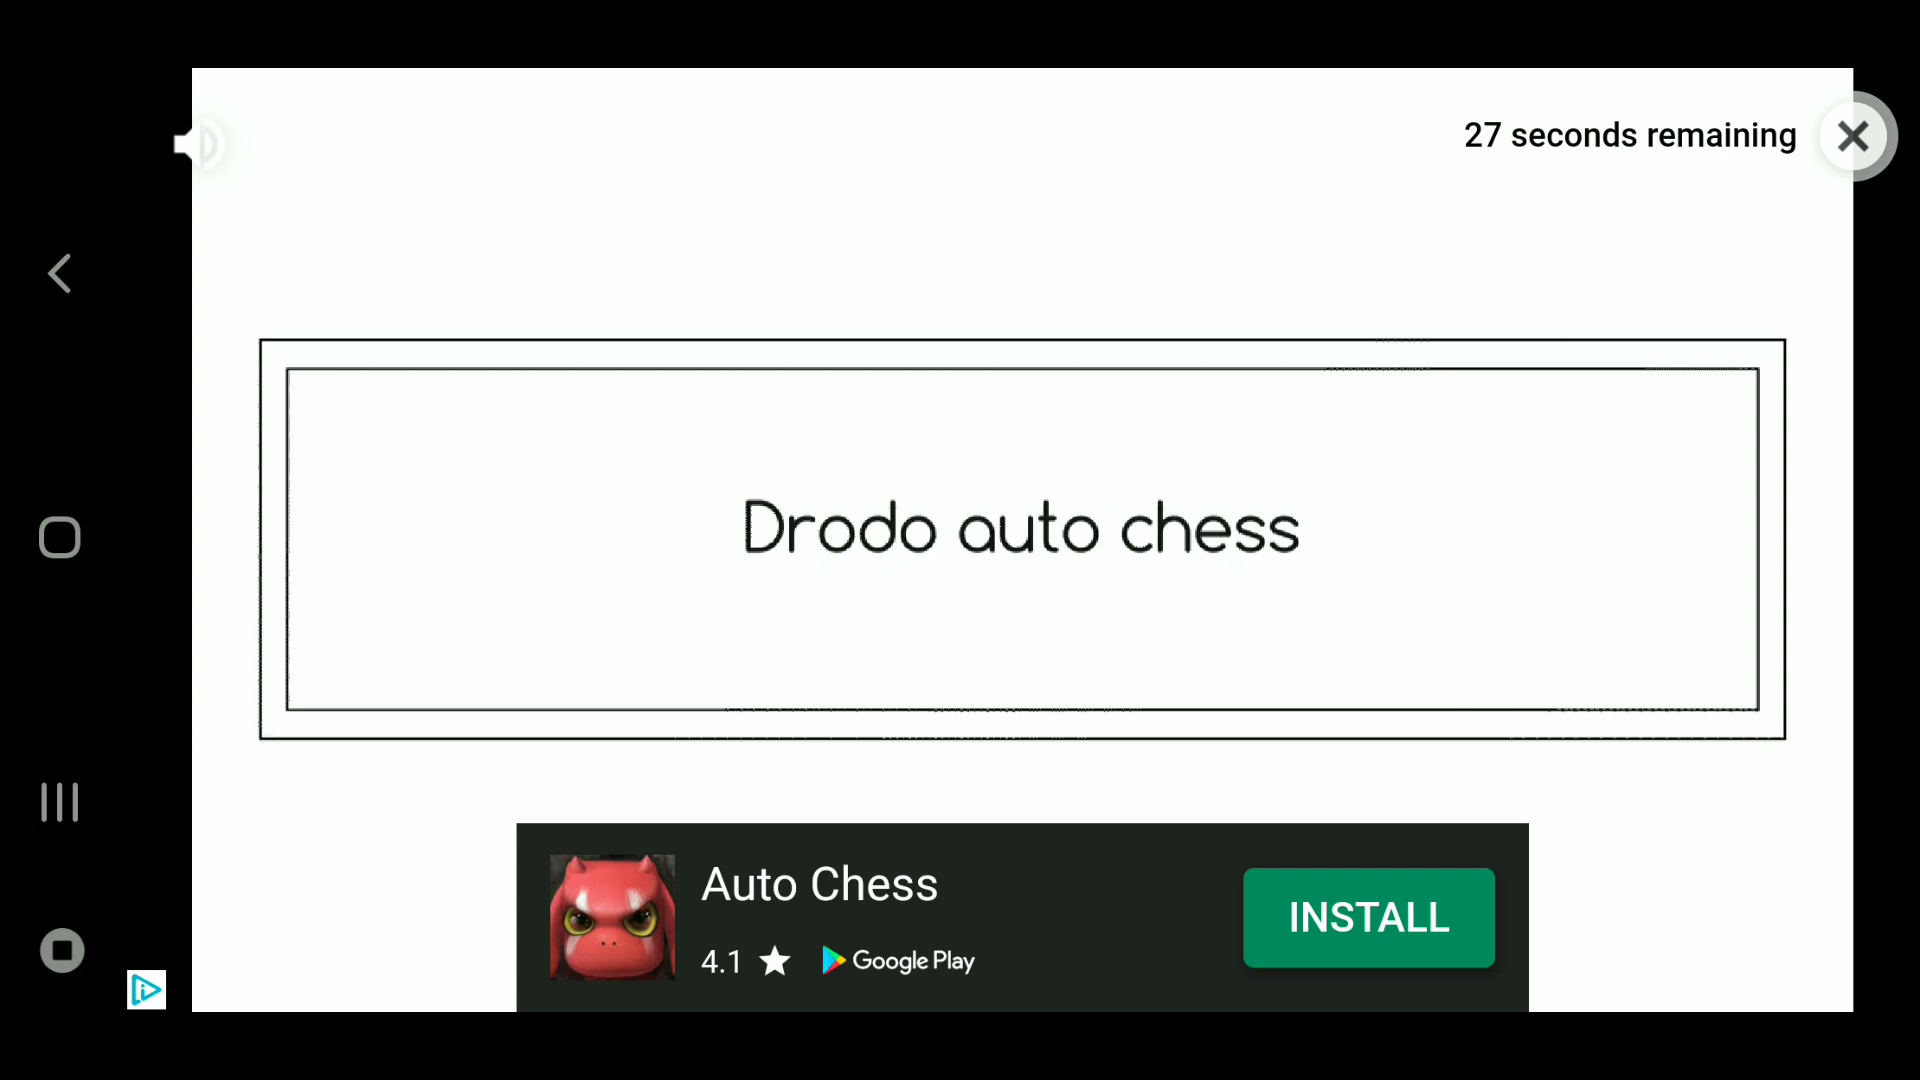 27 seconds remaining
Drodo auto chess
Auto Chess
INSTALL
4.1
Google Play